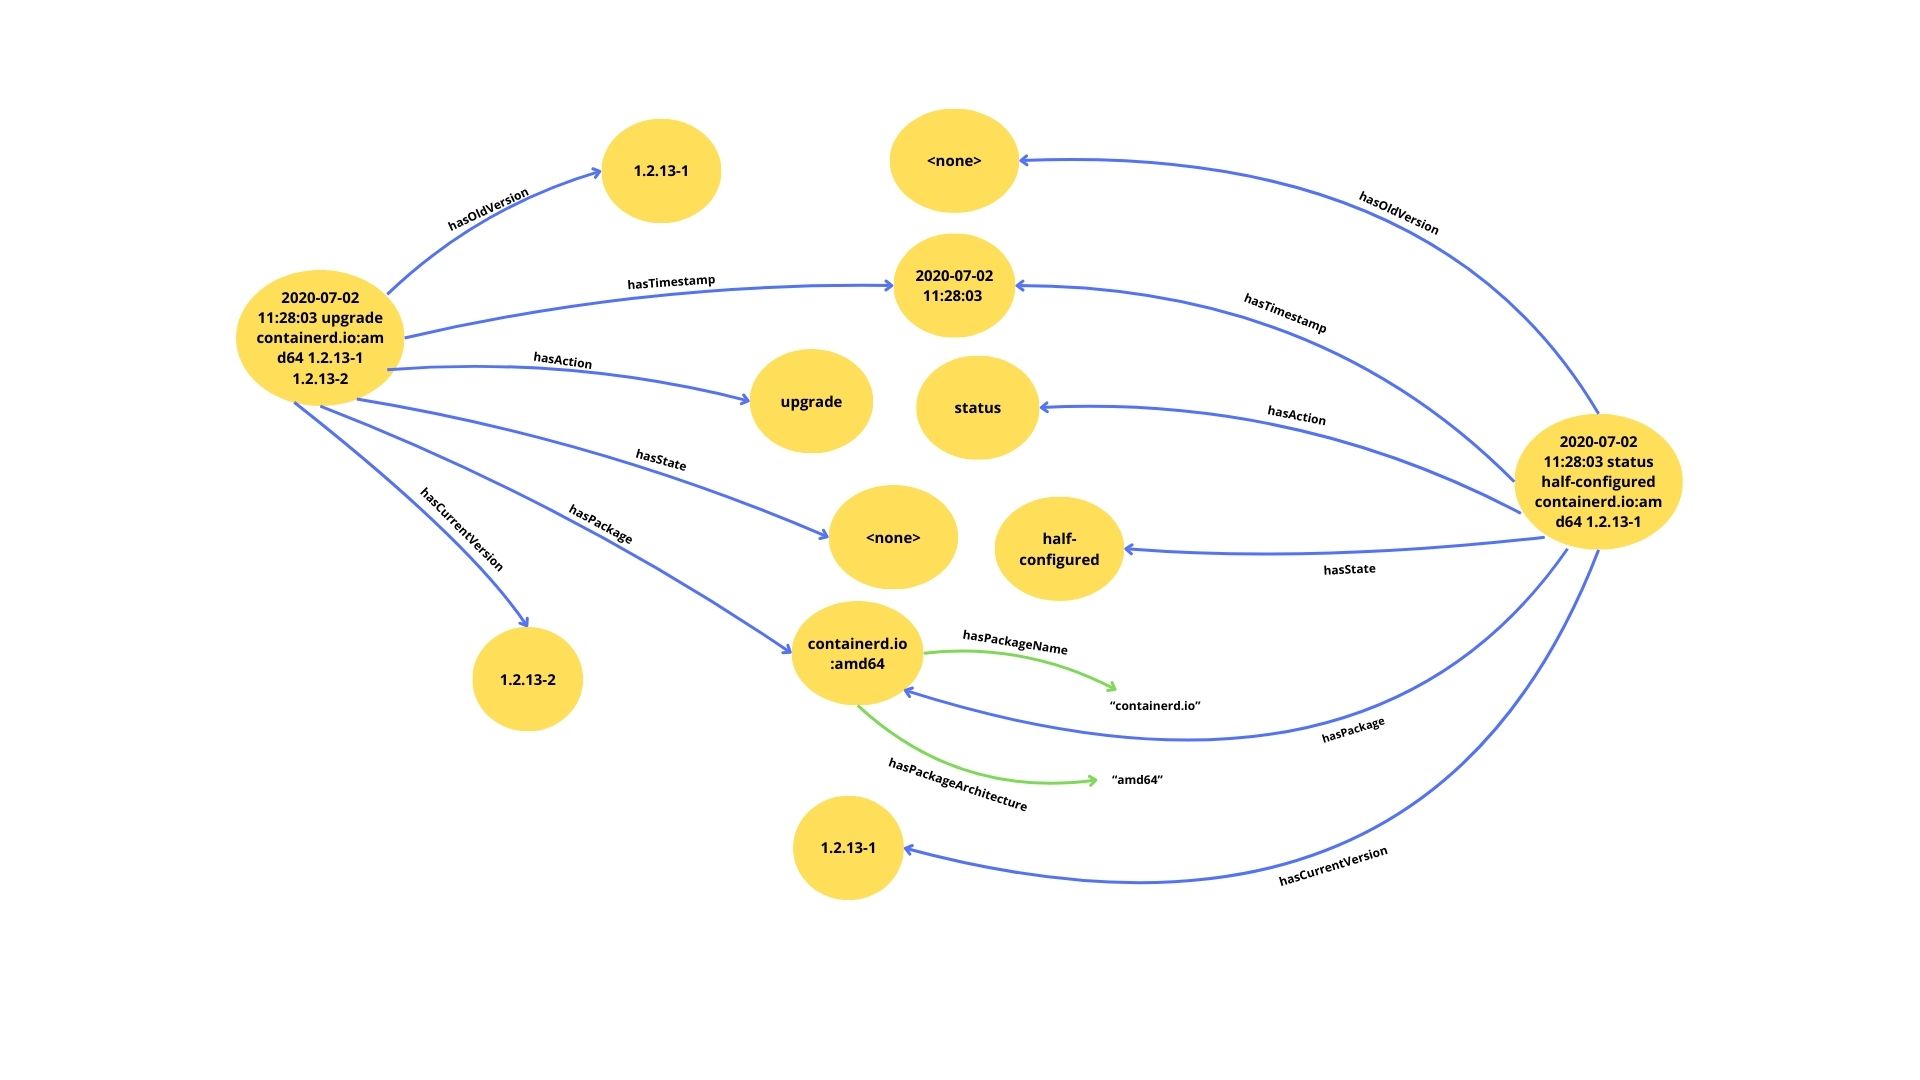 1.2.13-1
<none>
hasOldVersion
hasOldVersion
2020-07-02
11:28:03 upgrade
containerd.io:am
d64 1.2.13-1
1.2.13-2
hasTimestamp
2020-07-02
11:28:03
hasTimestamp
hasAction
upgrade
status
hasAction
2020-07-02
11:28:03 status
half-configured
containerd.io:am
d64 1.2.13-1
hasState
<none>
half-
configured
hasState
hasPackage
hasCurrentVersion
1.2.13-2
containerd.io
:amd64
hasPackageName
“containerd.io”
hasPackage
hasPackageArchitecture
“amd64”
1.2.13-1
hasCurrentVersion